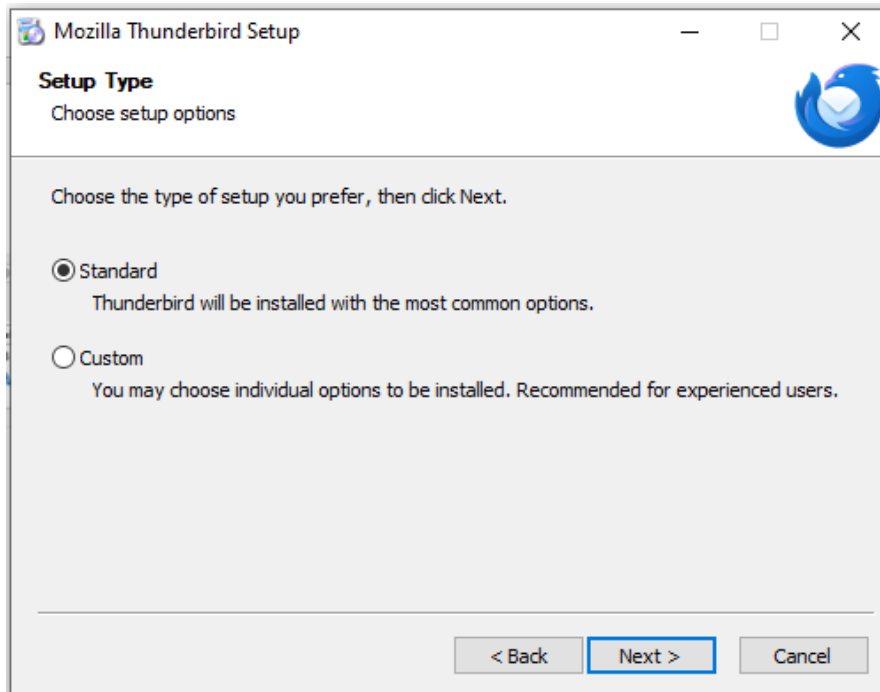 Mozilla Thunderbird Setup
Setup Type
Choose setup options
Choose the type of setup you prefer, then click Next.
Standard
Thunderbird will be installed with the most common options.
Custom
You may choose individual options to be installed. Recommended for experienced users.
< Back Next > Cancel